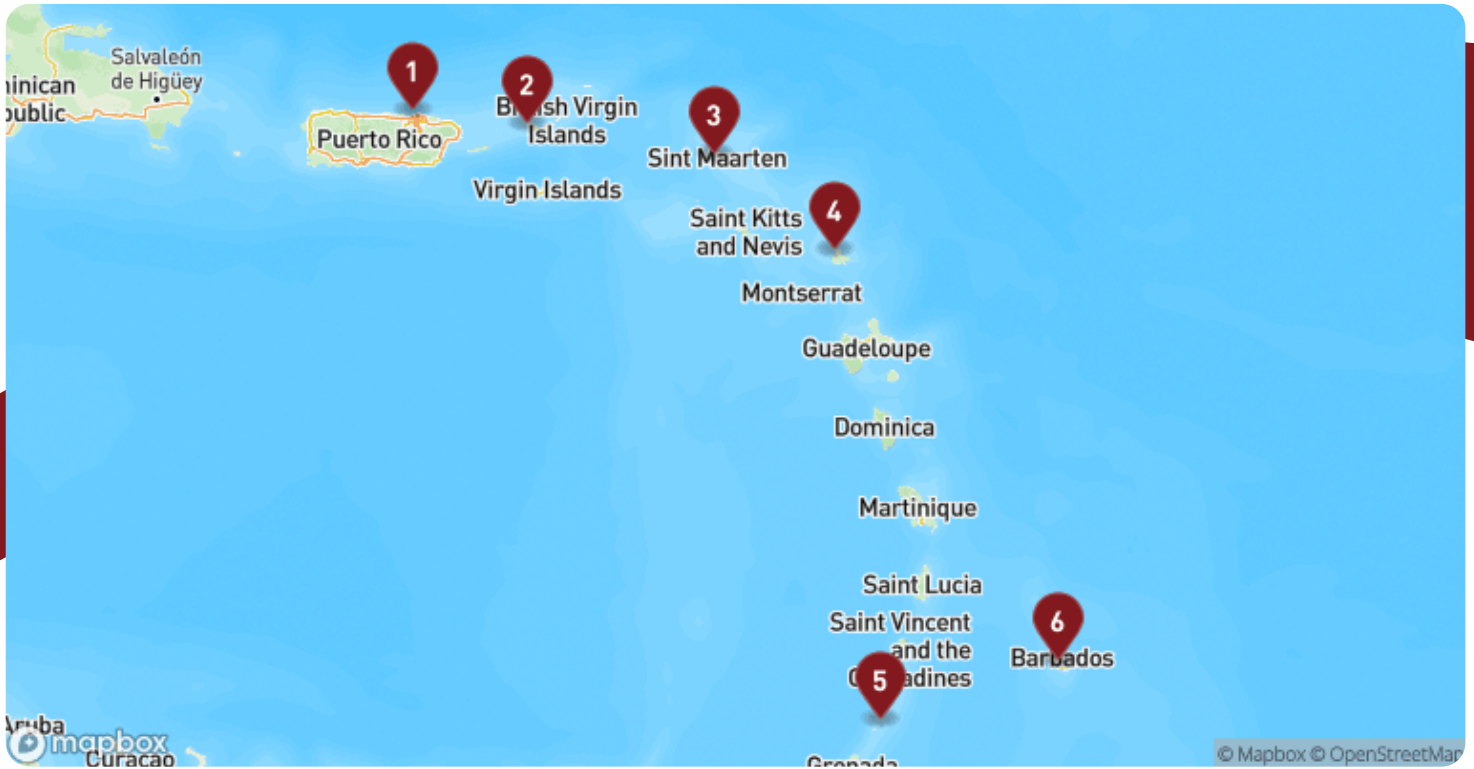 Salvaleón
de Higüey
inican
public
1
Puerto Rico
2
British Virgin
Islands
Virgin Islands
3
Sint Maarten
4
Saint Kitts
and Nevis
Montserrat
Guadeloupe
Dominica
Martinique
Saint Lucia
Saint Vincent
and the
Grenadines
5
6
Barbados
Grenada
Aruba
mapbox
Curaçao
© Mapbox © OpenStreetMap